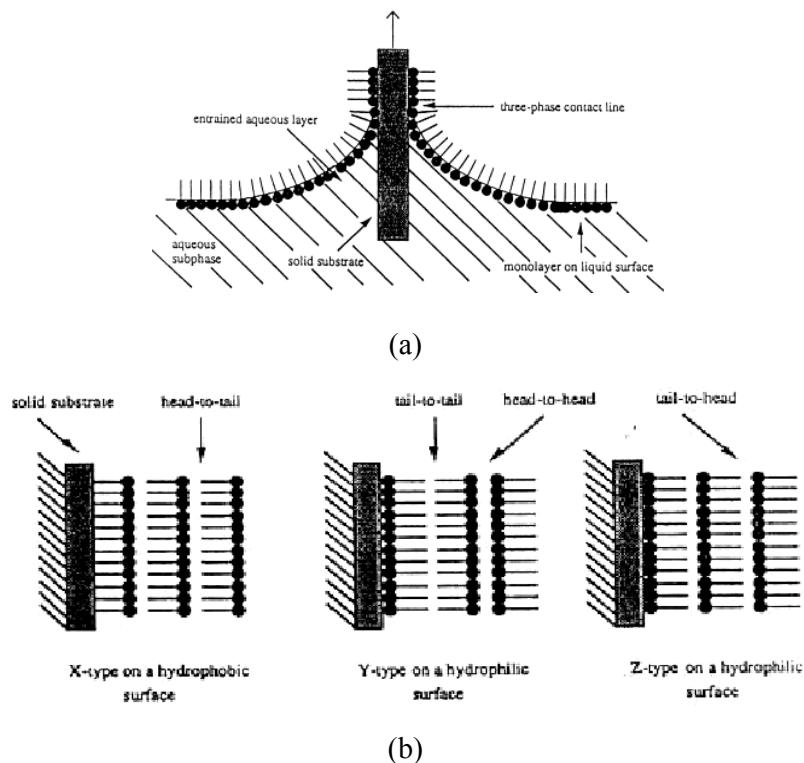 entrained aqueous layer
three-phase contact line
aqueous
subphase
solid substrate
monolayer on liquid surface
(a)
solid substrate
head-to-tail
tail-to-tail
head-to-head
tail-to-head
X-type on a hydrophobic
surface
Y-type on a hydrophilic
surface
Z-type on a hydrophilic
surface
(b)